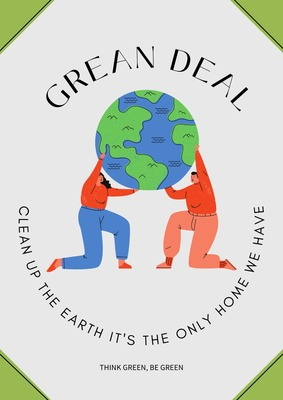 GREAN DEAL
CLEAN UP THE EARTH IT'S THE ONLY HOME WE HAVE
THINK GREEN, BE GREEN